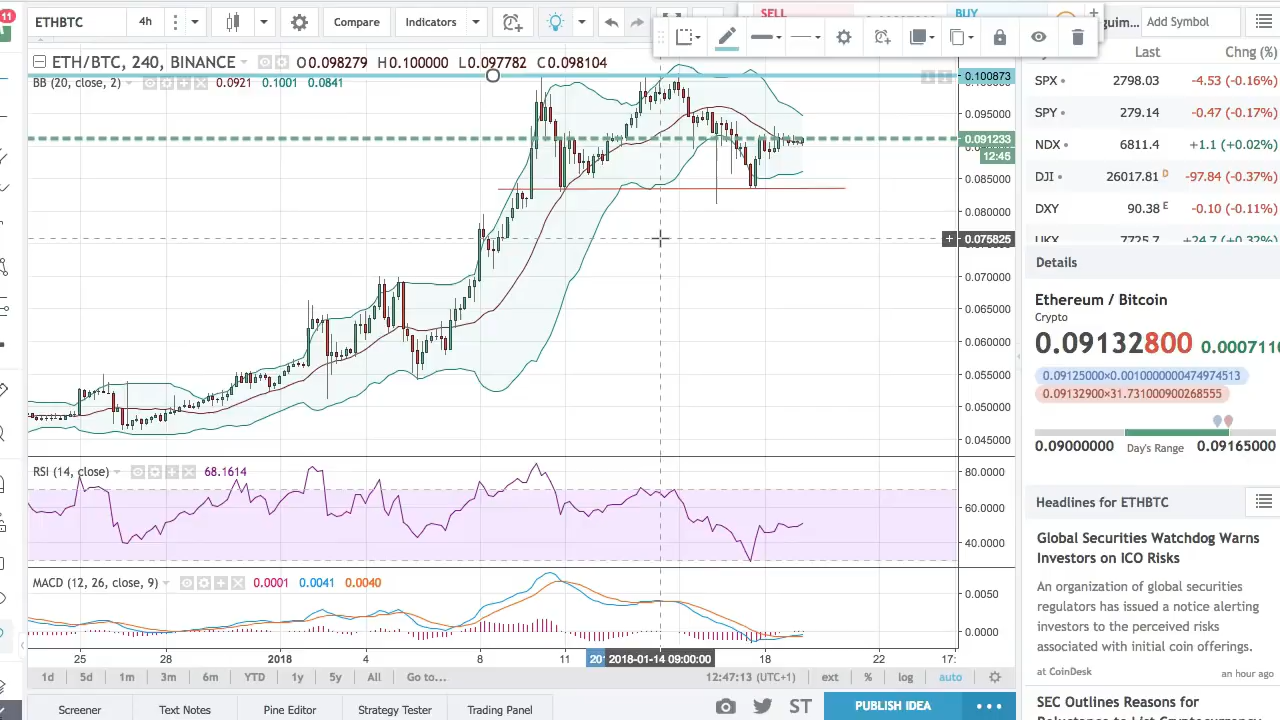 11
ETHBTC
4h
Compare
Indicators
SELL
BUY
Add Symbol
ETH/BTC, 240, BINANCE
O0.098279 H0.100000 L0.097782 C0.098104
BB (20, close, 2)
0.0921 0.1001 0.0841
Last
Chng (%)
SPX 2798.03 -4.53 (-0.16%)
SPY 279.14 -0.47 (-0.17%)
NDX 6811.4 +1.1 (+0.02%)
DJI 26017.81 D -97.84 (-0.37%)
DXY 90.38 E -0.10 (-0.11%)
UKX 7725.7 +24.7 (+0.32%)
0.100873
0.095000
0.091233
12:45
0.085000
0.080000
0.075825
0.070000
0.065000
0.060000
0.055000
0.050000
0.045000
Details
Ethereum / Bitcoin
Crypto
0.09132800
0.09125000×0.0010000000474974513
0.09132900×31.731000900268555
0.09000000 Day's Range 0.09165000
RSI (14, close)
68.1614
80.0000
60.0000
40.0000
Headlines for ETHBTC
Global Securities Watchdog Warns
Investors on ICO Risks
An organization of global securities
regulators has issued a notice alerting
investors to the perceived risks
associated with initial coin offerings.
at CoinDesk
an hour ago
SEC Outlines Reasons for
MACD (12, 26, close, 9)
0.0001 0.0041 0.0040
0.0050
0.0000
25 28 2018 4 8 11 2018-01-14 09:00:00 18 22 17:
1d 5d 1m 3m 6m YTD 1y 5y All Go to...
12:47:13 (UTC+1)
ext % log auto
Screener
Text Notes
Pine Editor
Strategy Tester
Trading Panel
ST
PUBLISH IDEA